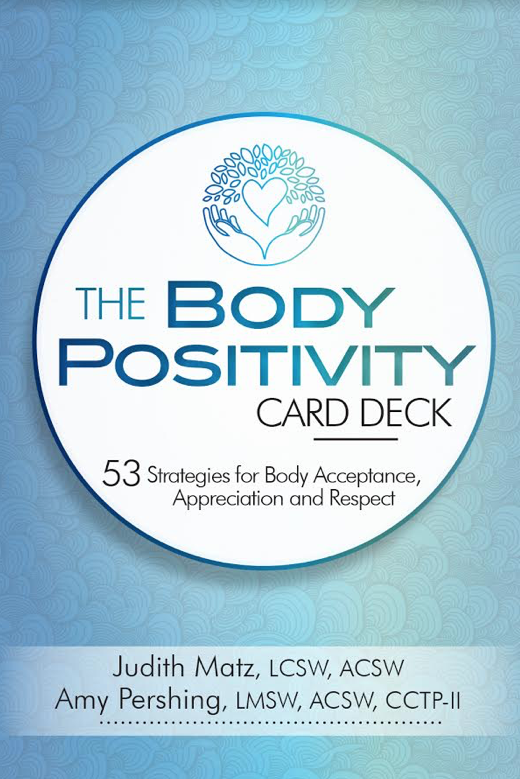 THE BODY
POSITIVITY
CARD DECK
53 Strategies for Body Acceptance,
Appreciation and Respect
Judith Matz, LCSW, ACSW
Amy Pershing, LMSW, ACSW, CCTP-II